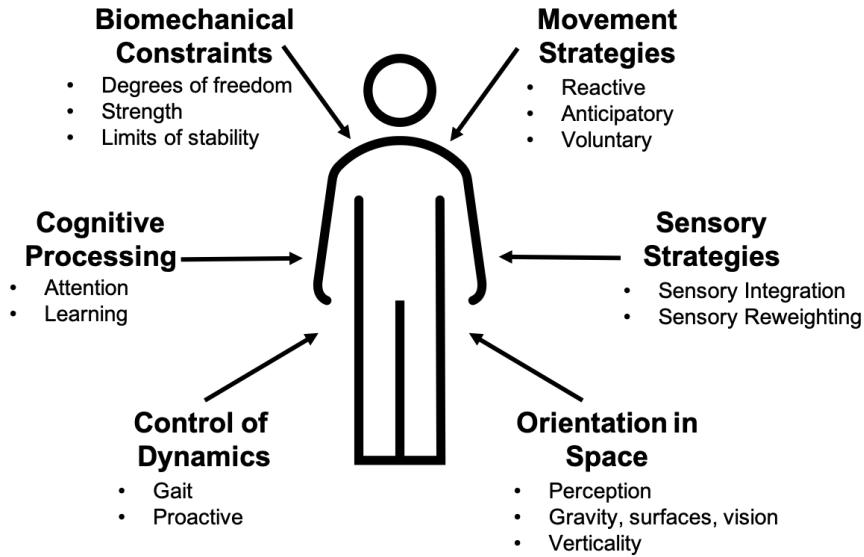 Biomechanical
Constraints
• Degrees of freedom
• Strength
• Limits of stability
Movement
Strategies
• Reactive
• Anticipatory
• Voluntary
Cognitive
Processing
• Attention
• Learning
Sensory
Strategies
• Sensory Integration
• Sensory Reweighting
Control of
Dynamics
• Gait
• Proactive
Orientation in
Space
• Perception
• Gravity, surfaces, vision
• Verticality